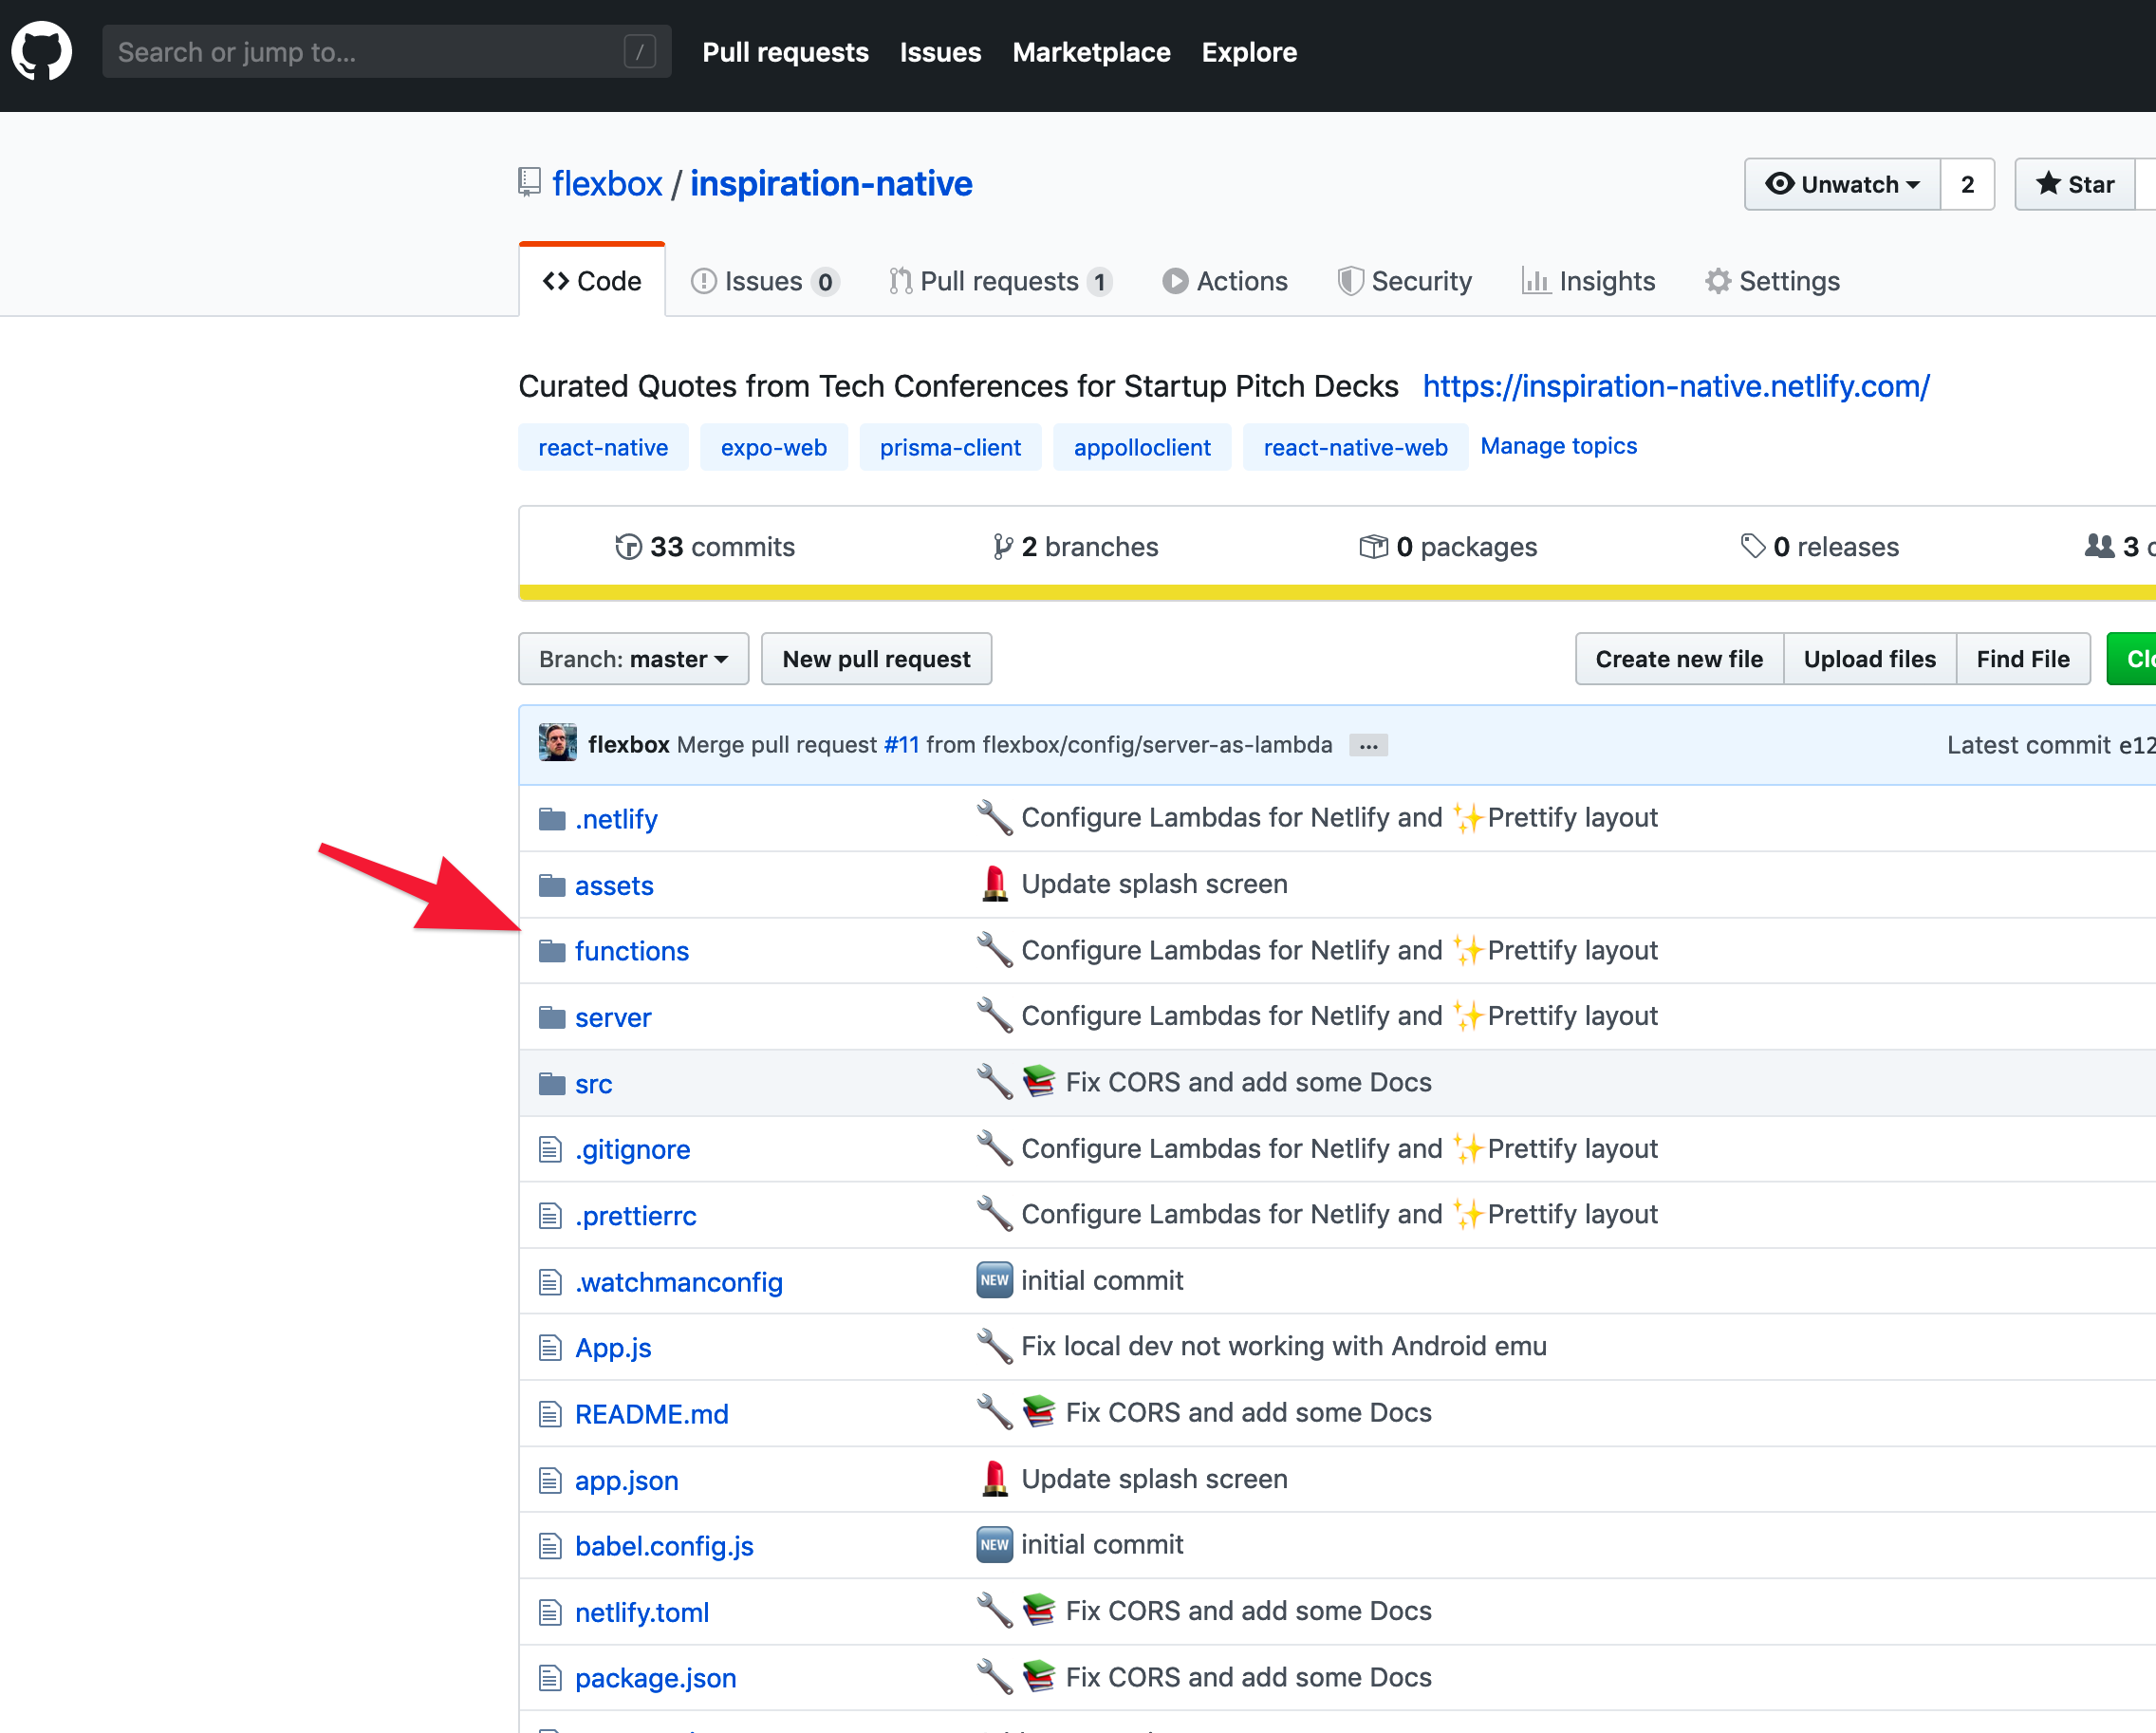 Search or jump to... /
Pull requests Issues Marketplace Explore
flexbox / inspiration-native
Unwatch 2 Star
Code Issues 0 Pull requests 1 Actions Security Insights Settings
Curated Quotes from Tech Conferences for Startup Pitch Decks https://inspiration-native.netlify.com/
react-native expo-web prisma-client appolloclient react-native-web Manage topics
33 commits 2 branches 0 packages 0 releases 3
Branch: master New pull request Create new file Upload files Find File
flexbox Merge pull request #11 from flexbox/config/server-as-lambda ... Latest commit e12
.netlify 🔧 Configure Lambdas for Netlify and ✨Prettify layout
assets 💄 Update splash screen
functions 🔧 Configure Lambdas for Netlify and ✨Prettify layout
server 🔧 Configure Lambdas for Netlify and ✨Prettify layout
src 🔧 📚 Fix CORS and add some Docs
.gitignore 🔧 Configure Lambdas for Netlify and ✨Prettify layout
.prettierrc 🔧 Configure Lambdas for Netlify and ✨Prettify layout
.watchmanconfig 🆕 initial commit
App.js 🔧 Fix local dev not working with Android emu
README.md 🔧 📚 Fix CORS and add some Docs
app.json 💄 Update splash screen
babel.config.js 🆕 initial commit
netlify.toml 🔧 📚 Fix CORS and add some Docs
package.json 🔧 📚 Fix CORS and add some Docs